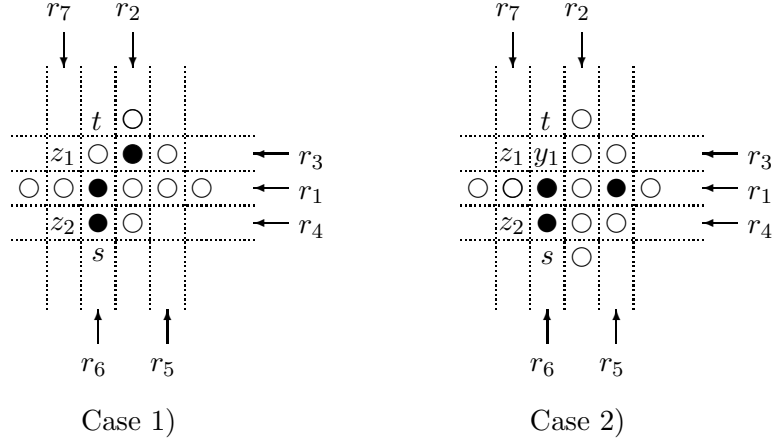 r7 r2 r7 r2
t t
z1 r3 z1 y1 r3
r1 r1
z2 r4 z2 r4
s s
r6 r5 r6 r5
Case 1) Case 2)